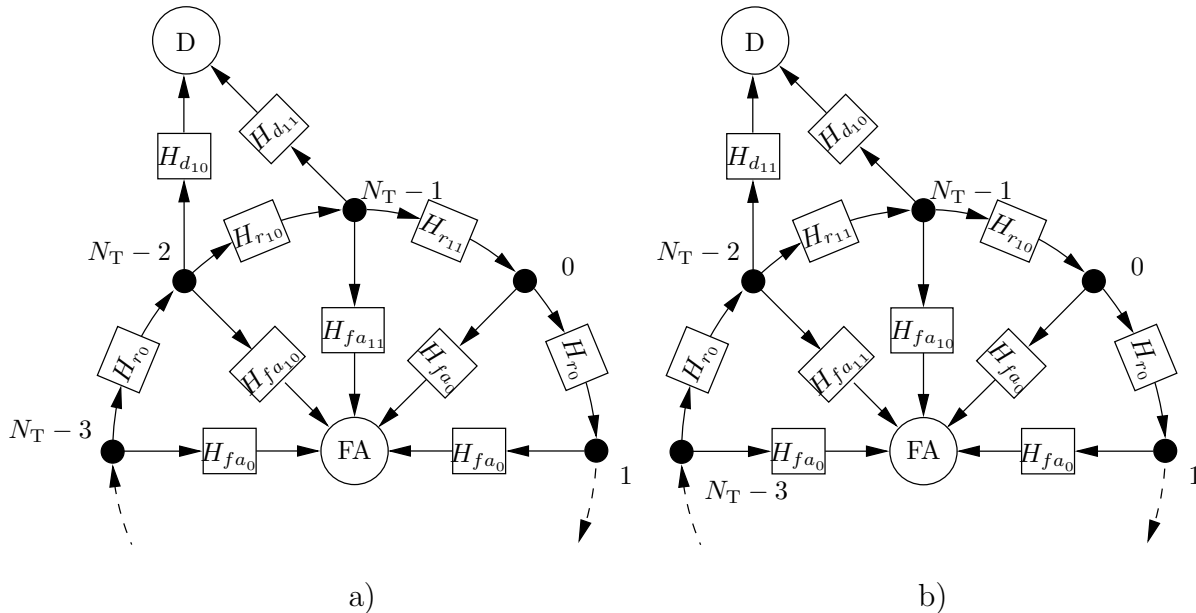 D D
H_{d_{10}} H_{d_{11}} H_{d_{11}} H_{d_{10}}
N_T − 1 N_T − 1
H_{r_{10}} H_{r_{11}} H_{r_{11}} H_{r_{10}}
N_T − 2 0 N_T − 2 0
H_{r_0} H_{fa_{10}} H_{fa_{11}} H_{fa_0} H_{r_0} H_{r_0} H_{fa_{11}} H_{fa_{10}} H_{fa_0} H_{r_0}
N_T − 3
H_{fa_0} FA H_{fa_0} H_{fa_0} FA H_{fa_0}
1 N_T − 3 1
a) b)